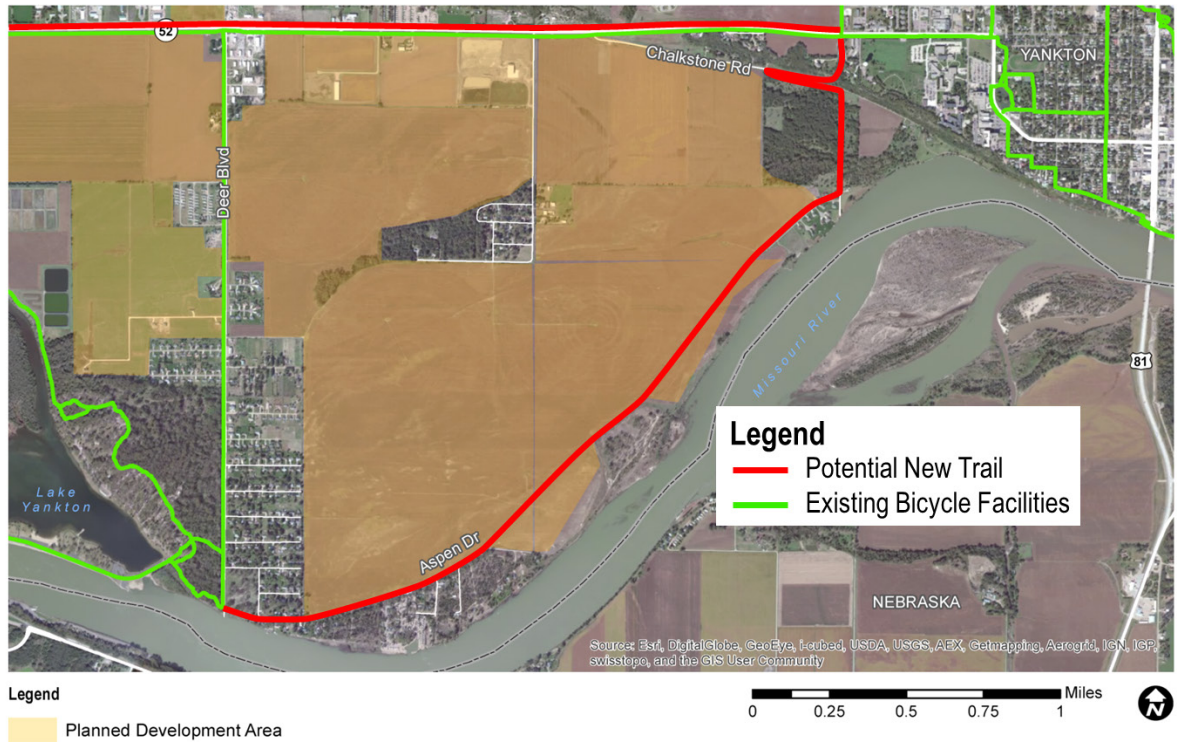 52
Chalkstone Rd
YANKTON
Deer Blvd
Missouri River
81
Legend
Potential New Trail
Existing Bicycle Facilities
Lake
Yankton
Aspen Dr
NEBRASKA
Source: Esri, DigitalGlobe, GeoEye, i-cubed, USDA, USGS, AEX, Getmapping, Aerogrid, IGN, IGP,
swisstopo, and the GIS User Community
Legend
Planned Development Area
Miles
0 0.25 0.5 0.75 1
N